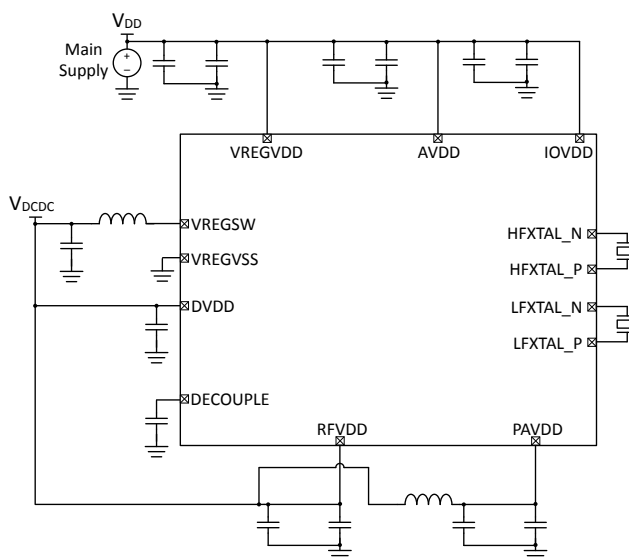 VDD
Main
Supply
+
−
VREGVDD
AVDD
IOVDD
VDCDC
VREGSW
VREGVSS
DVDD
DECOUPLE
HFXTAL_N
HFXTAL_P
LFXTAL_N
LFXTAL_P
RFVDD
PAVDD